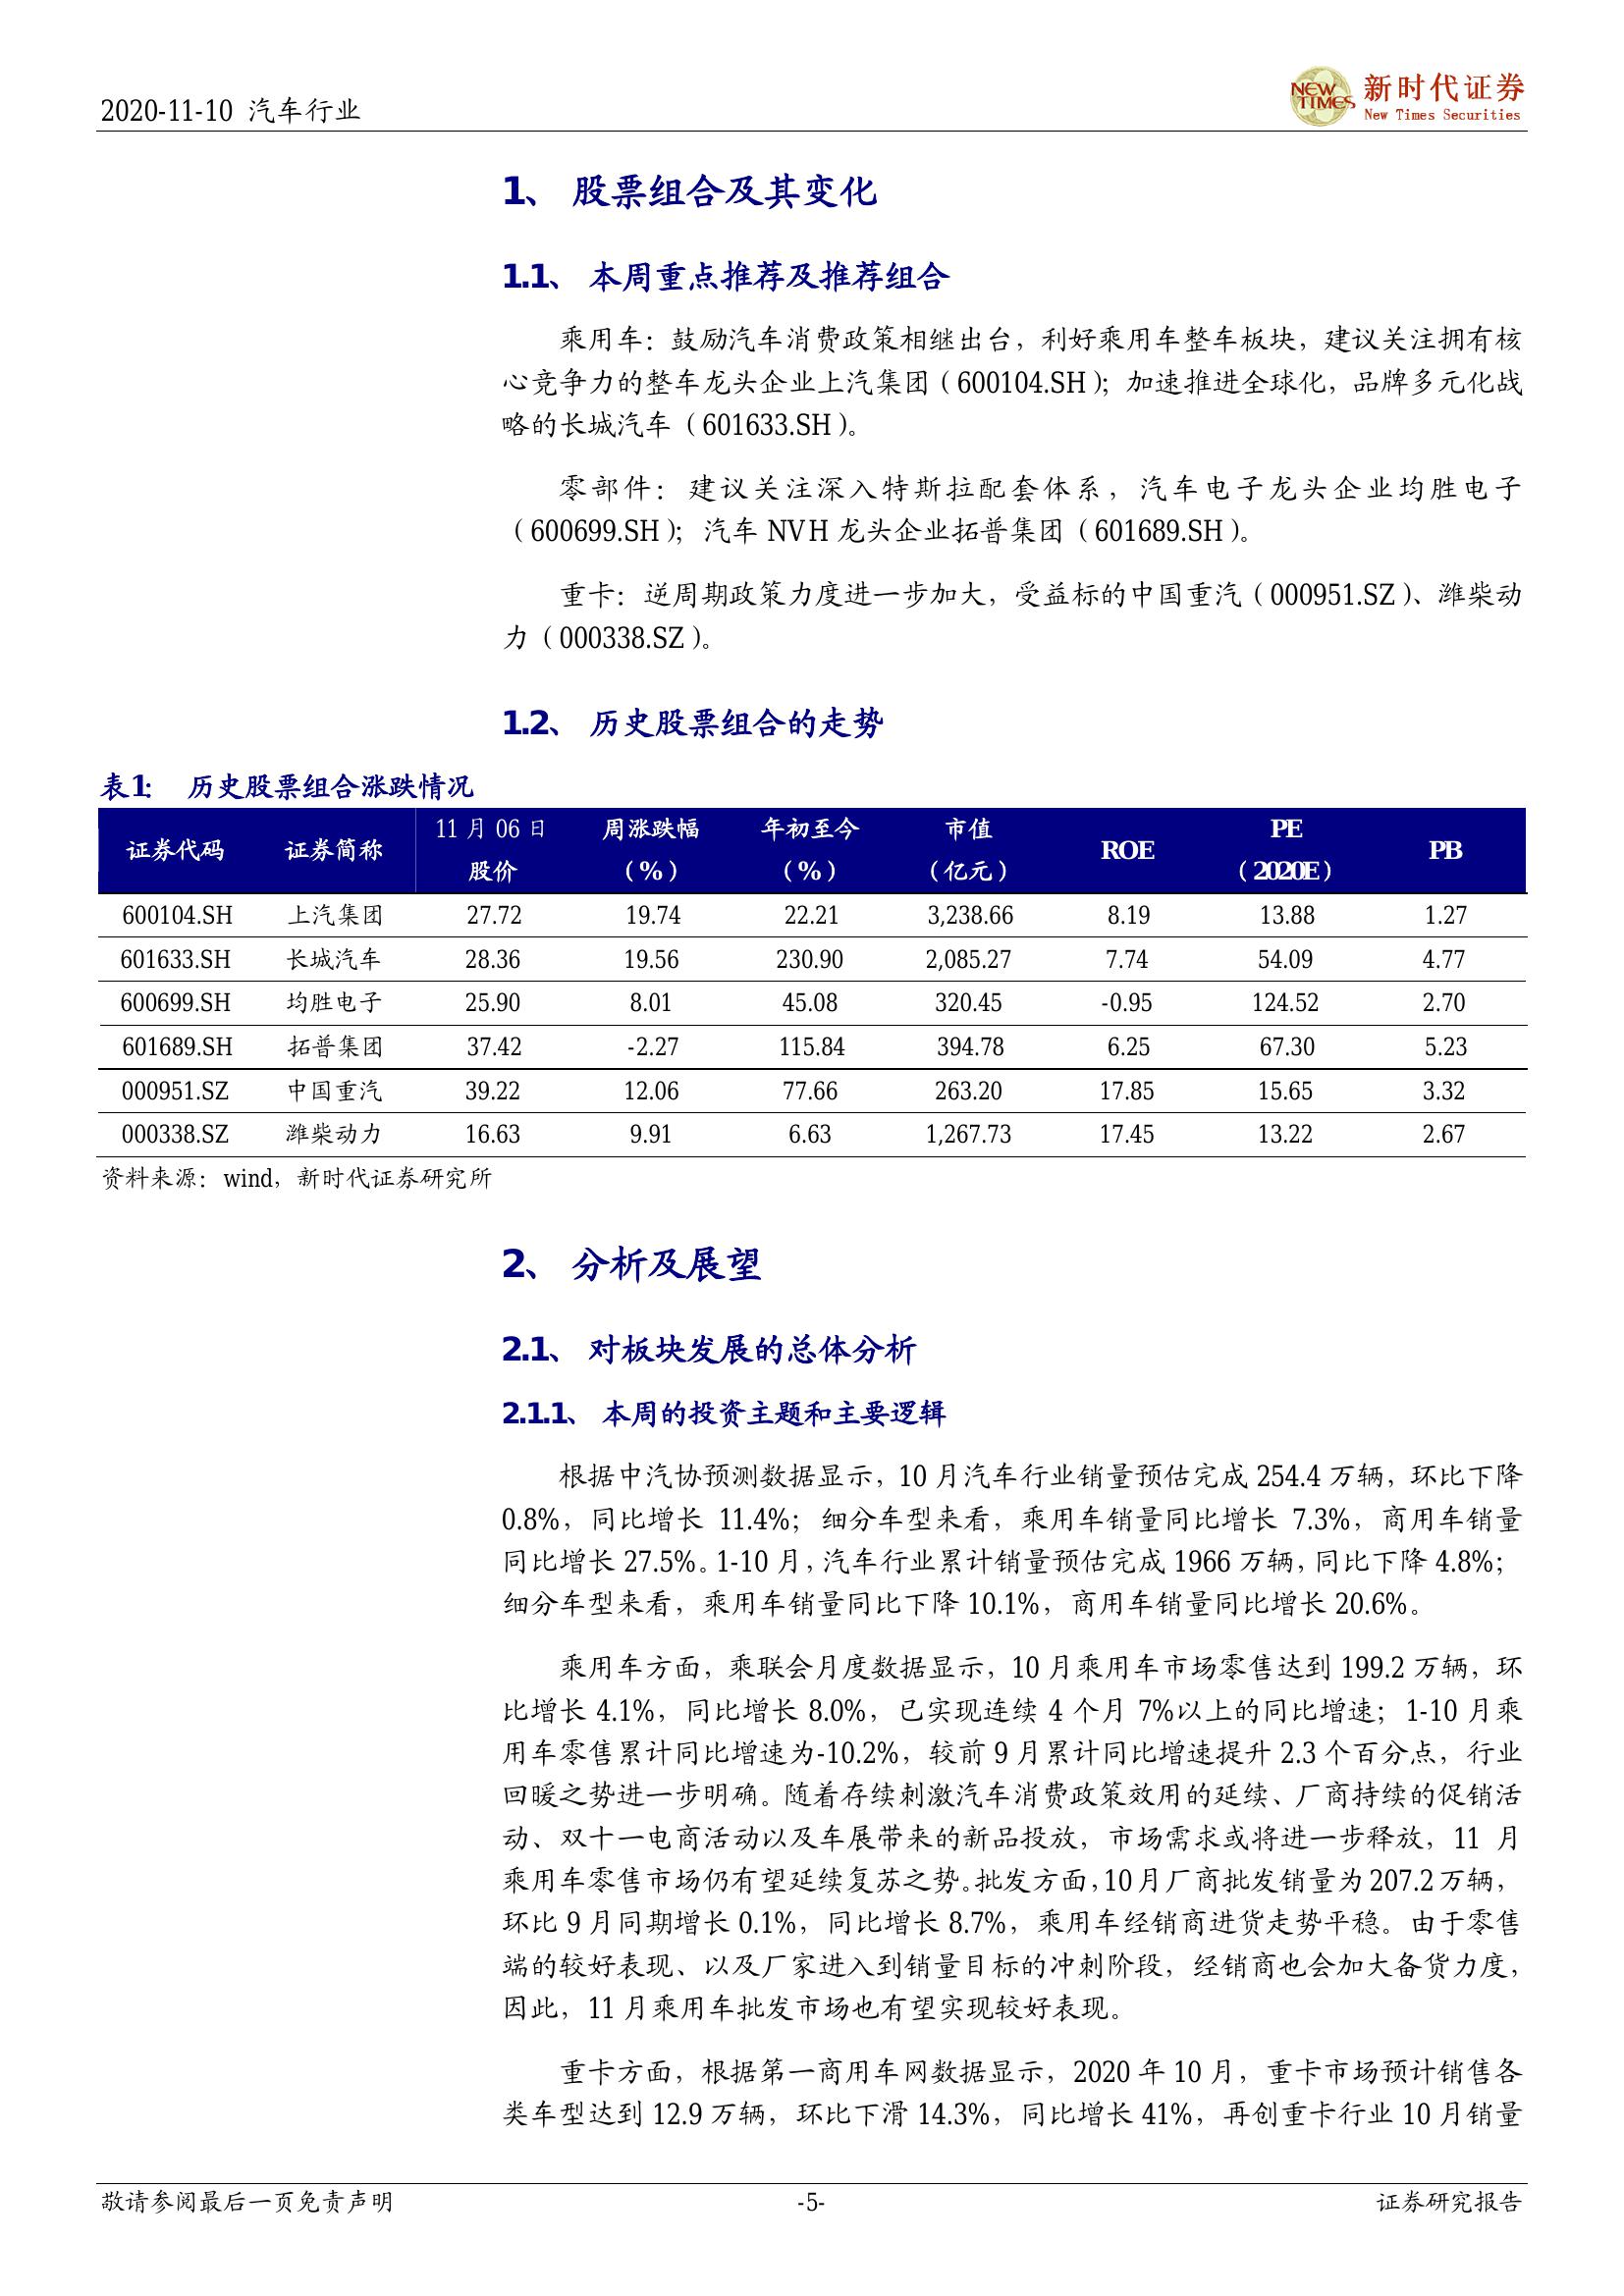 2020-11-10 汽车行业
NEW TIMES 新时代证券
New Times Securities
1、 股票组合及其变化
1.1、 本周重点推荐及推荐组合
乘用车：鼓励汽车消费政策相继出台，利好乘用车整车板块，建议关注拥有核
心竞争力的整车龙头企业上汽集团（600104.SH）；加速推进全球化，品牌多元化战
略的长城汽车（601633.SH）。
零部件：建议关注深入特斯拉配套体系，汽车电子龙头企业均胜电子
（600699.SH）；汽车 NVH 龙头企业拓普集团（601689.SH）。
重卡：逆周期政策力度进一步加大，受益标的中国重汽（000951.SZ）、潍柴动
力（000338.SZ）。
1.2、 历史股票组合的走势
表1： 历史股票组合涨跌情况
证券代码 证券简称 11 月 06 日股价 周涨跌幅（%） 年初至今（%） 市值（亿元） ROE PE（2020E） PB
600104.SH 上汽集团 27.72 19.74 22.21 3,238.66 8.19 13.88 1.27
601633.SH 长城汽车 28.36 19.56 230.90 2,085.27 7.74 54.09 4.77
600699.SH 均胜电子 25.90 8.01 45.08 320.45 -0.95 124.52 2.70
601689.SH 拓普集团 37.42 -2.27 115.84 394.78 6.25 67.30 5.23
000951.SZ 中国重汽 39.22 12.06 77.66 263.20 17.85 15.65 3.32
000338.SZ 潍柴动力 16.63 9.91 6.63 1,267.73 17.45 13.22 2.67
资料来源：wind，新时代证券研究所
2、 分析及展望
2.1、 对板块发展的总体分析
2.1.1、 本周的投资主题和主要逻辑
根据中汽协预测数据显示，10 月汽车行业销量预估完成 254.4 万辆，环比下降
0.8%，同比增长 11.4%；细分车型来看，乘用车销量同比增长 7.3%，商用车销量
同比增长 27.5%。1-10 月，汽车行业累计销量预估完成 1966 万辆，同比下降 4.8%；
细分车型来看，乘用车销量同比下降 10.1%，商用车销量同比增长 20.6%。
乘用车方面，乘联会月度数据显示，10 月乘用车市场零售达到 199.2 万辆，环
比增长 4.1%，同比增长 8.0%，已实现连续 4 个月 7%以上的同比增速；1-10 月乘
用车零售累计同比增速为-10.2%，较前 9 月累计同比增速提升 2.3 个百分点，行业
回暖之势进一步明确。随着存续刺激汽车消费政策效用的延续、厂商持续的促销活
动、双十一电商活动以及车展带来的新品投放，市场需求或将进一步释放，11 月
乘用车零售市场仍有望延续复苏之势。批发方面，10 月厂商批发销量为 207.2 万辆，
环比 9 月同期增长 0.1%，同比增长 8.7%，乘用车经销商进货走势平稳。由于零售
端的较好表现、以及厂家进入到销量目标的冲刺阶段，经销商也会加大备货力度，
因此，11 月乘用车批发市场也有望实现较好表现。
重卡方面，根据第一商用车网数据显示，2020 年 10 月，重卡市场预计销售各
类车型达到 12.9 万辆，环比下滑 14.3%，同比增长 41%，再创重卡行业 10 月销量
敬请参阅最后一页免责声明 -5- 证券研究报告